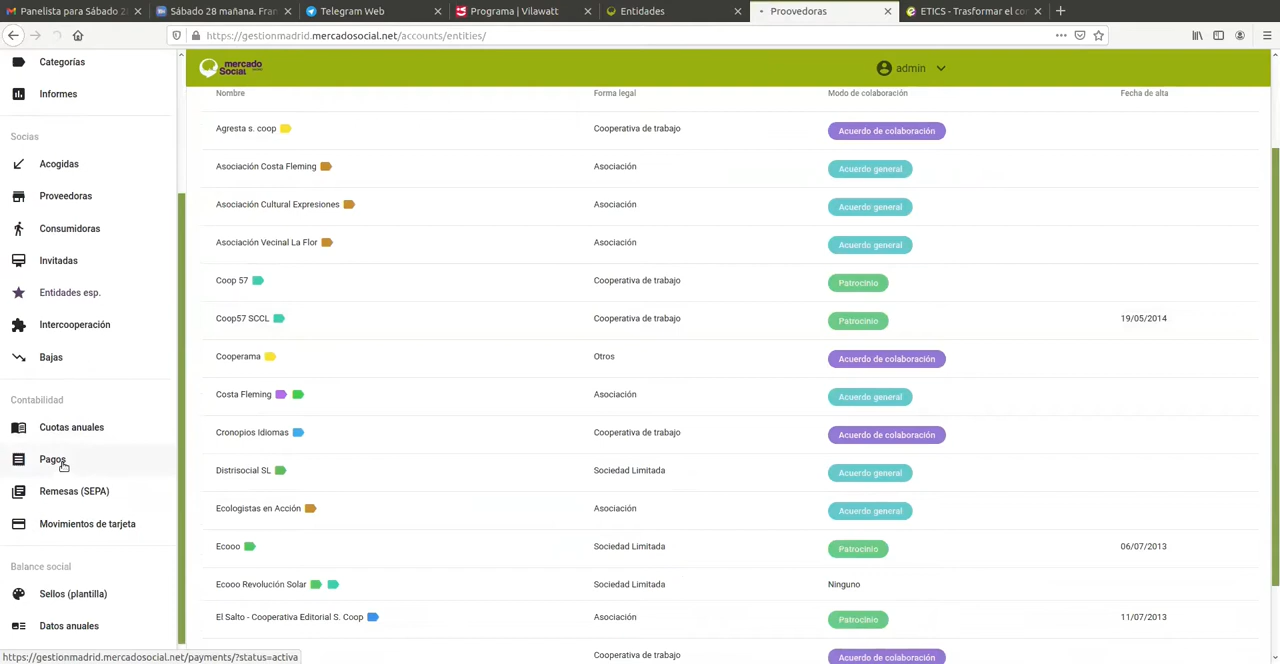 Panelista para Sábado 2
Sábado 28 mañana. Fran
Telegram Web
Programa | Vilawatt
Entidades
Proovedoras
ETICS - Trasformar el co
https://gestionmadrid.mercadosocial.net/accounts/entities/
mercado Social
admin
Categorías
Informes
Socias
Acogidas
Proveedoras
Consumidoras
Invitadas
Entidades esp.
Intercooperación
Bajas
Contabilidad
Cuotas anuales
Pagos
Remesas (SEPA)
Movimientos de tarjeta
Balance social
Sellos (plantilla)
Datos anuales
Nombre Forma legal Modo de colaboración Fecha de alta
Agresta s. coop Cooperativa de trabajo Acuerdo de colaboración
Asociación Costa Fleming Asociación Acuerdo general
Asociación Cultural Expresiones Asociación Acuerdo general
Asociación Vecinal La Flor Asociación Acuerdo general
Coop 57 Cooperativa de trabajo Patrocinio
Coop57 SCCL Cooperativa de trabajo Patrocinio 19/05/2014
Cooperama Otros Acuerdo de colaboración
Costa Fleming Asociación Acuerdo general
Cronopios Idiomas Cooperativa de trabajo Acuerdo de colaboración
Distrisocial SL Sociedad Limitada Acuerdo general
Ecologistas en Acción Asociación Acuerdo general
Ecooo Sociedad Limitada Patrocinio 06/07/2013
Ecooo Revolución Solar Sociedad Limitada Ninguno
El Salto - Cooperativa Editorial S. Coop Asociación Patrocinio 11/07/2013
Cooperativa de trabajo Acuerdo de colaboración
https://gestionmadrid.mercadosocial.net/payments/?status=activa